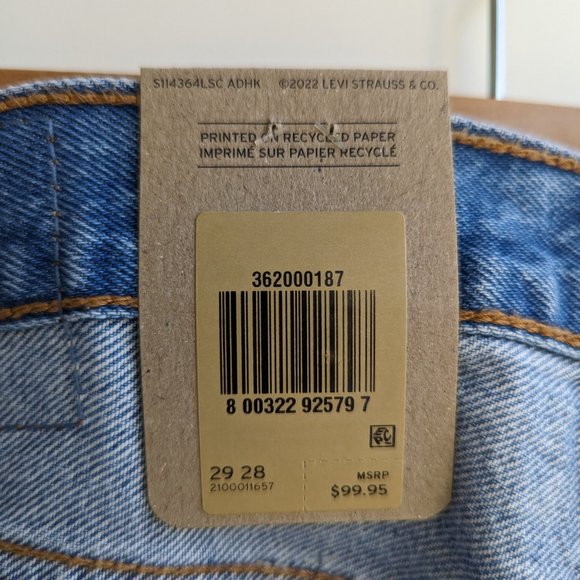 S114364LSC ADHK ©2022 LEVI STRAUSS & CO.
PRINTED ON RECYCLED PAPER
IMPRIMÉ SUR PAPIER RECYCLÉ
362000187
8 00322 92579 7
29 28
2100011657
MSRP
$99.95